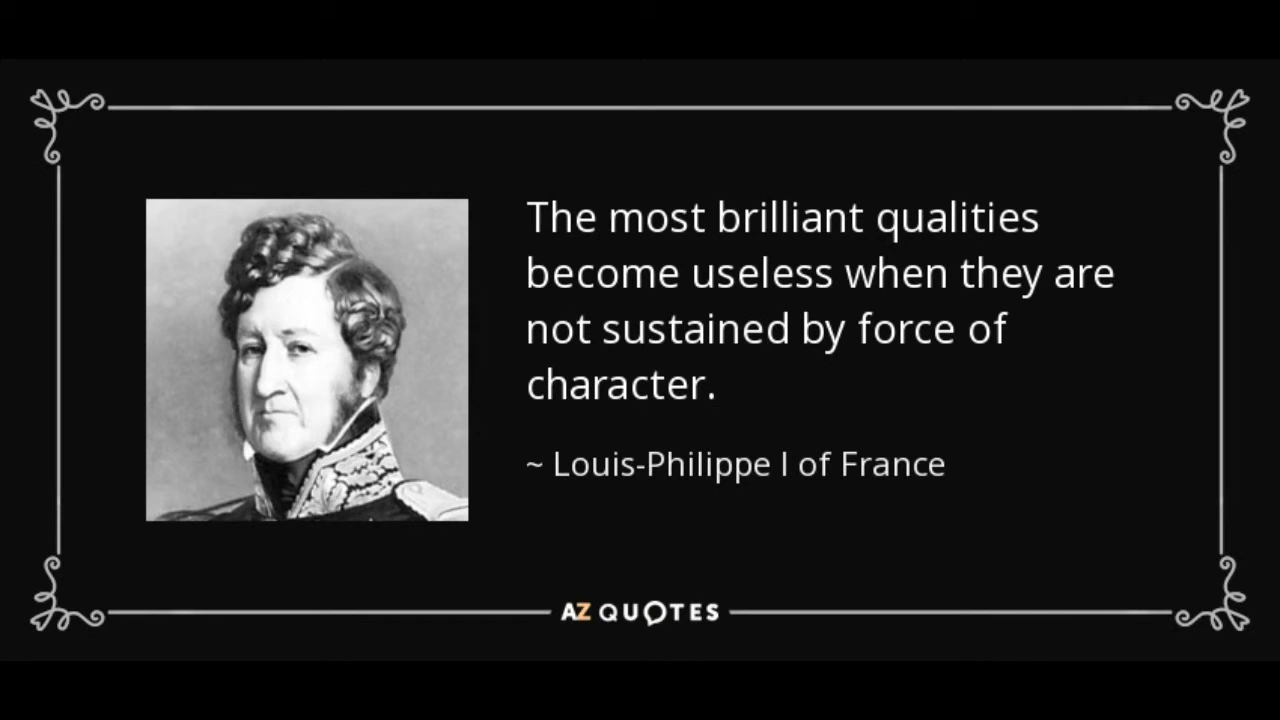 The most brilliant qualities
become useless when they are
not sustained by force of
character.
~ Louis-Philippe I of France
AZ QUOTES